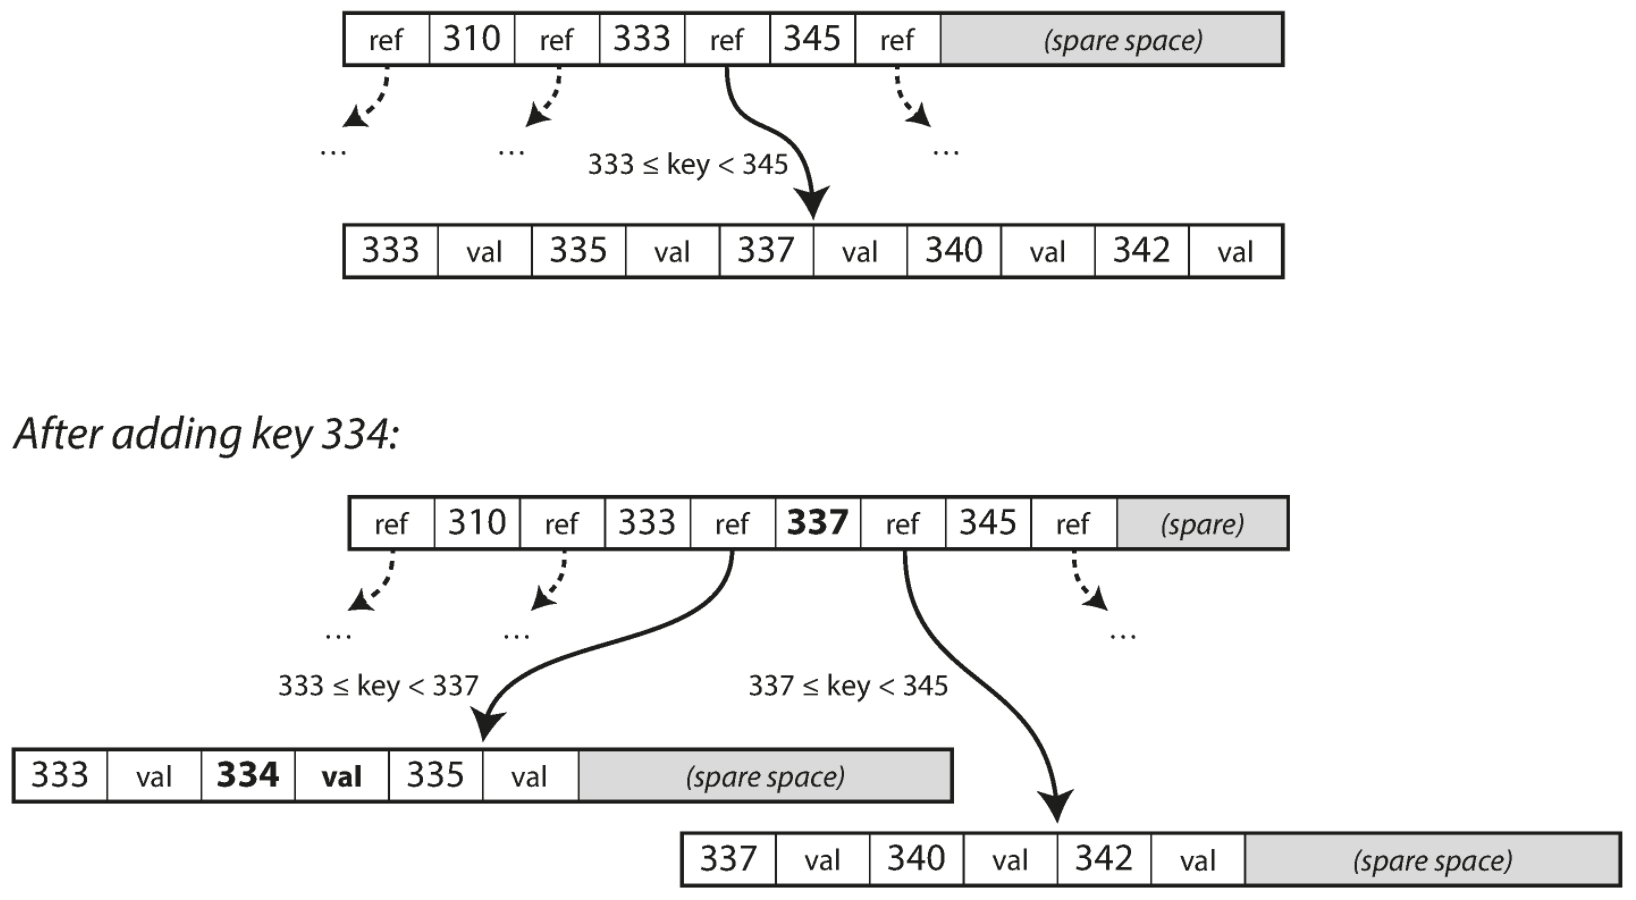 ref 310 ref 333 ref 345 ref (spare space)
... ... ...
333 ≤ key < 345
333 val 335 val 337 val 340 val 342 val
After adding key 334:
ref 310 ref 333 ref 337 ref 345 ref (spare)
... ... ...
333 ≤ key < 337 337 ≤ key < 345
333 val 334 val 335 val (spare space)
337 val 340 val 342 val (spare space)